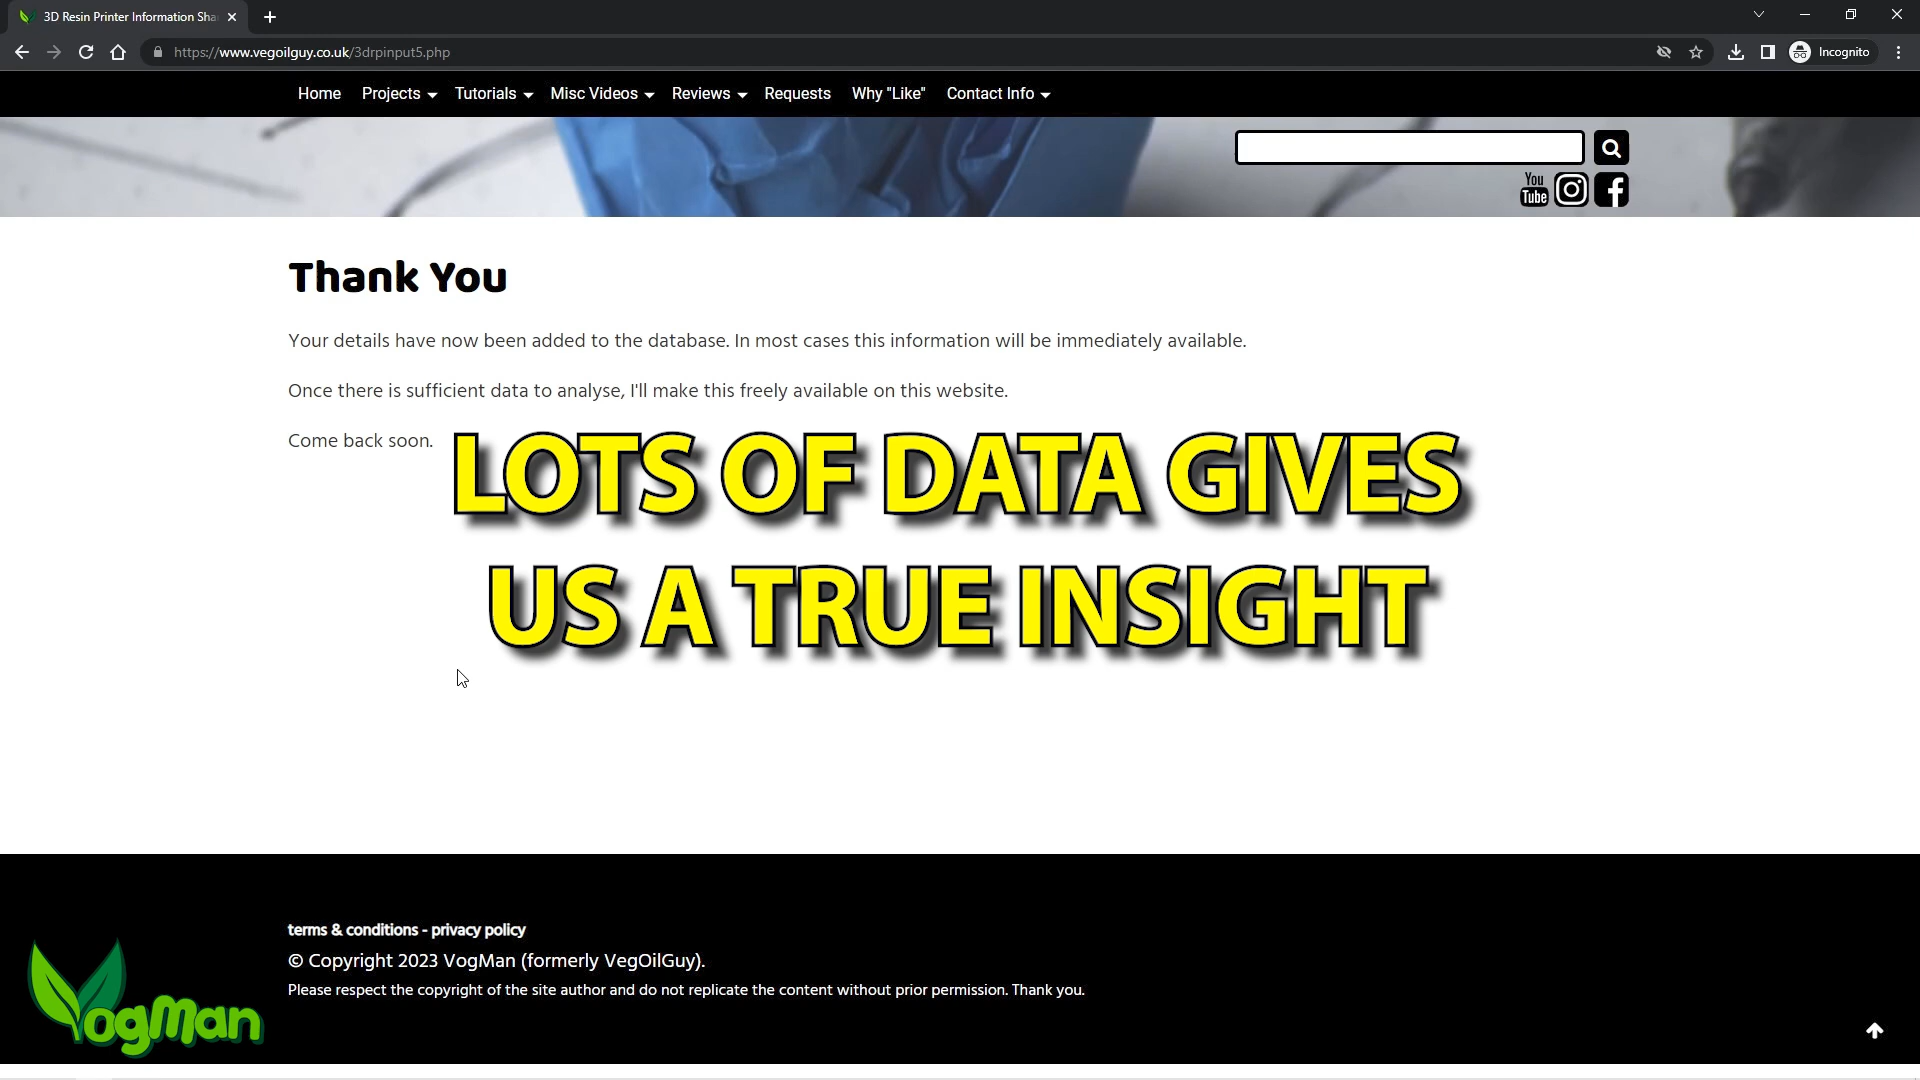 3D Resin Printer Information Sha
https://www.vegoilguy.co.uk/3drpinput5.php
Incognito
Home Projects Tutorials Misc Videos Reviews Requests Why "Like" Contact Info
You
Tube
Thank You
Your details have now been added to the database. In most cases this information will be immediately available.
Once there is sufficient data to analyse, I'll make this freely available on this website.
Come back soon.
LOTS OF DATA GIVES
US A TRUE INSIGHT
terms & conditions - privacy policy
© Copyright 2023 VogMan (formerly VegOilGuy).
Please respect the copyright of the site author and do not replicate the content without prior permission. Thank you.
VogMan